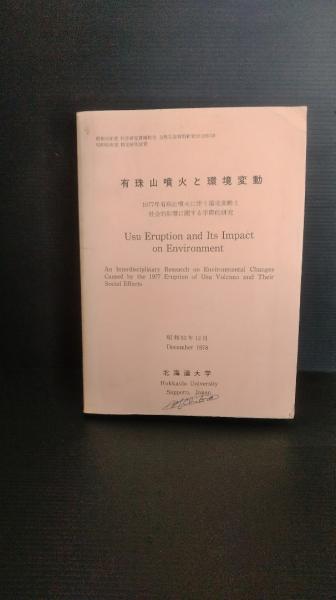 有珠山噴火と環境変動
1977年有珠山噴火に伴う環境変動と
社会的影響に関する学際的研究
Usu Eruption and Its Impact
on Environment
An Interdisciplinary Research on Environmental Changes
Caused by the 1977 Eruption of Usu Volcano and Their
Social Effects
昭和53年12月
December 1978
北海道大学
Hokkaido University
Sapporo, Japan